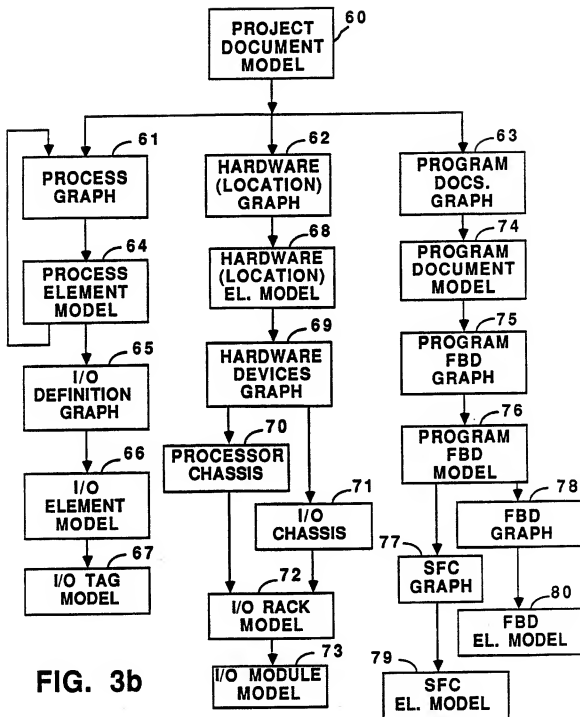 60
PROJECT
DOCUMENT
MODEL
61
PROCESS
GRAPH
62
HARDWARE
(LOCATION)
GRAPH
63
PROGRAM
DOCS.
GRAPH
64
PROCESS
ELEMENT
MODEL
68
HARDWARE
(LOCATION)
EL. MODEL
74
PROGRAM
DOCUMENT
MODEL
65
I/O
DEFINITION
GRAPH
69
HARDWARE
DEVICES
GRAPH
75
PROGRAM
FBD
GRAPH
66
I/O
ELEMENT
MODEL
70
PROCESSOR
CHASSIS
71
I/O
CHASSIS
76
PROGRAM
FBD
MODEL
78
FBD
GRAPH
67
I/O TAG
MODEL
72
I/O RACK
MODEL
77
SFC
GRAPH
80
FBD
EL. MODEL
73
I/O MODULE
MODEL
79
SFC
EL. MODEL
FIG. 3b